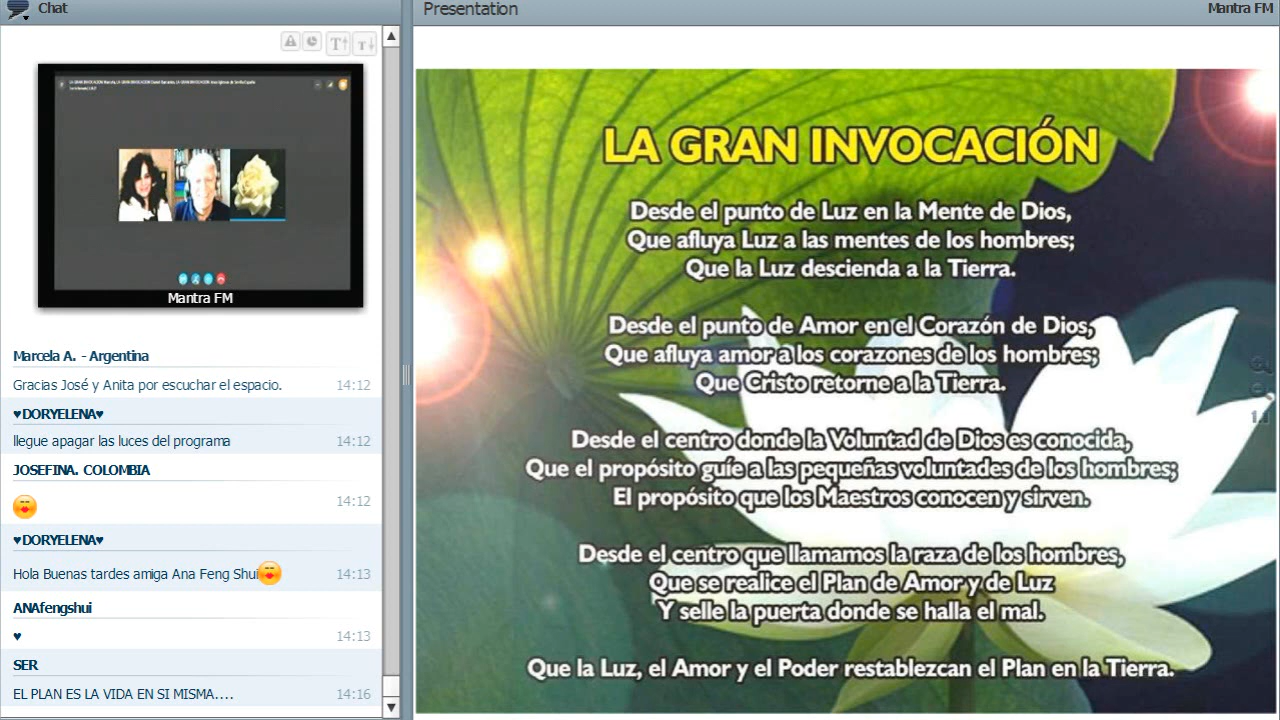 Chat
Mantra FM
Marcela A. - Argentina
Gracias José y Anita por escuchar el espacio. 14:12
♥DORYELENA♥
llegue apagar las luces del programa 14:12
JOSEFINA. COLOMBIA
14:12
♥DORYELENA♥
Hola Buenas tardes amiga Ana Feng Shui 14:13
ANAfengshui
♥ 14:13
SER
EL PLAN ES LA VIDA EN SI MISMA.... 14:16
Presentation
Mantra FM
LA GRAN INVOCACIÓN
Desde el punto de Luz en la Mente de Dios,
Que afluya Luz a las mentes de los hombres;
Que la Luz descienda a la Tierra.
Desde el punto de Amor en el Corazón de Dios,
Que afluya amor a los corazones de los hombres;
Que Cristo retorne a la Tierra.
Desde el centro donde la Voluntad de Dios es conocida,
Que el propósito guíe a las pequeñas voluntades de los hombres;
El propósito que los Maestros conocen y sirven.
Desde el centro que llamamos la raza de los hombres,
Que se realice el Plan de Amor y de Luz
Y selle la puerta donde se halla el mal.
Que la Luz, el Amor y el Poder restablezcan el Plan en la Tierra.